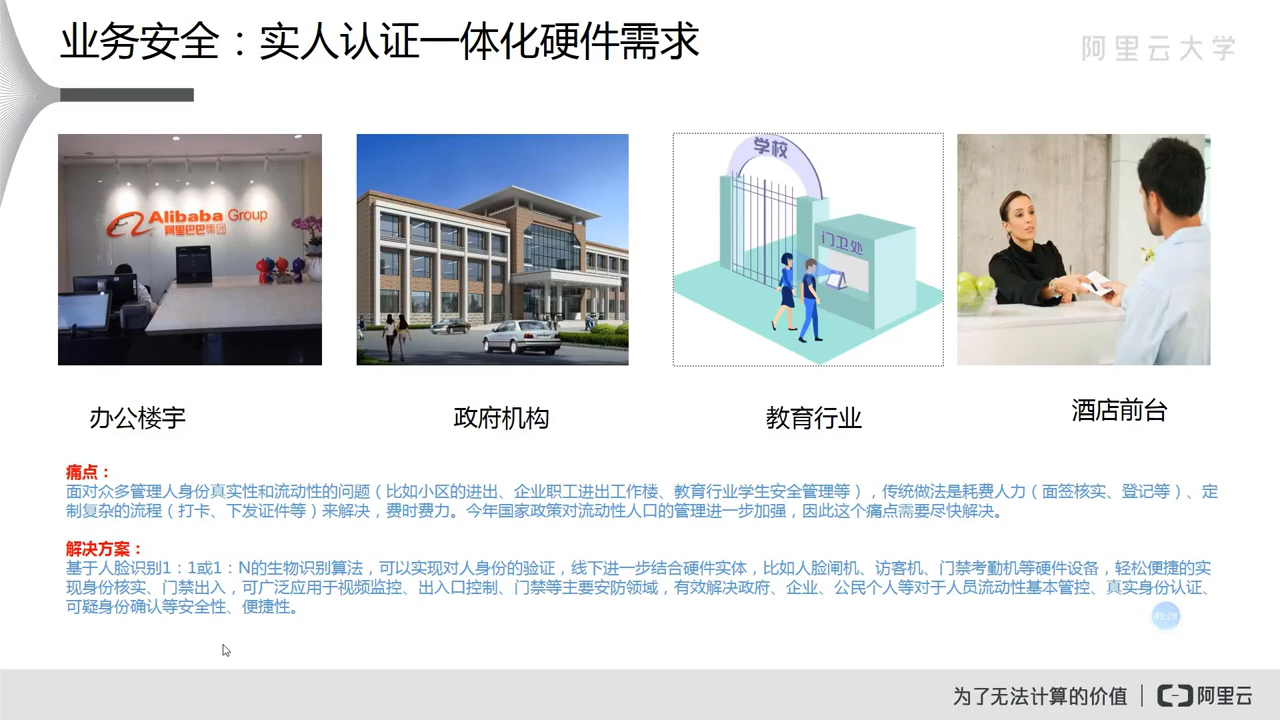 业务安全：实人认证一体化硬件需求
阿里云大学
Alibaba Group
阿里巴巴集团
学校
门卫处
办公楼宇
政府机构
教育行业
酒店前台
痛点：
面对众多管理人身份真实性和流动性的问题（比如小区的进出、企业职工进出工作楼、教育行业学生安全管理等），传统做法是耗费人力（面签核实、登记等）、定
制复杂的流程（打卡、下发证件等）来解决，费时费力。今年国家政策对流动性人口的管理进一步加强，因此这个痛点需要尽快解决。
解决方案：
基于人脸识别1：1或1：N的生物识别算法，可以实现对人身份的验证，线下进一步结合硬件实体，比如人脸闸机、访客机、门禁考勤机等硬件设备，轻松便捷的实
现身份核实、门禁出入，可广泛应用于视频监控、出入口控制、门禁等主要安防领域，有效解决政府、企业、公民个人等对于人员流动性基本管控、真实身份认证、
可疑身份确认等安全性、便捷性。
49:28
为了无法计算的价值
阿里云